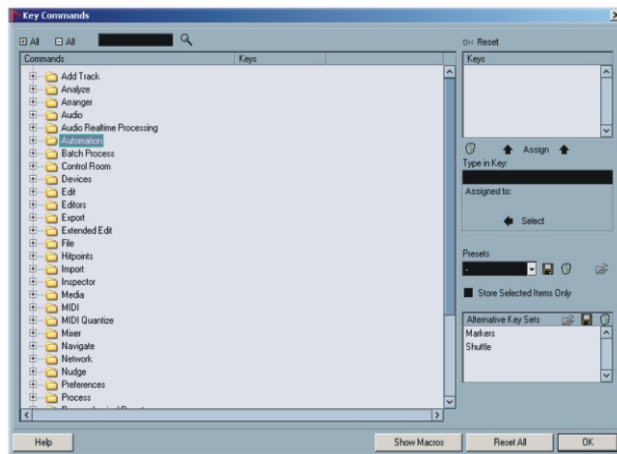 Key Commands
All All
Reset
Commands Keys
Keys
Add Track
Analyze
Arranger
Audio
Audio Realtime Processing
Automation
Batch Process
Control Room
Devices
Edit
Editors
Export
Extended Edit
File
Hitpoints
Import
Inspector
Media
MIDI
MIDI Quantize
Mixer
Navigate
Network
Nudge
Preferences
Process
Assign
Type in Key:
Assigned to:
Select
Presets
-
Store Selected Items Only
Alternative Key Sets
Markers
Shuttle
Help
Show Macros
Reset All
OK